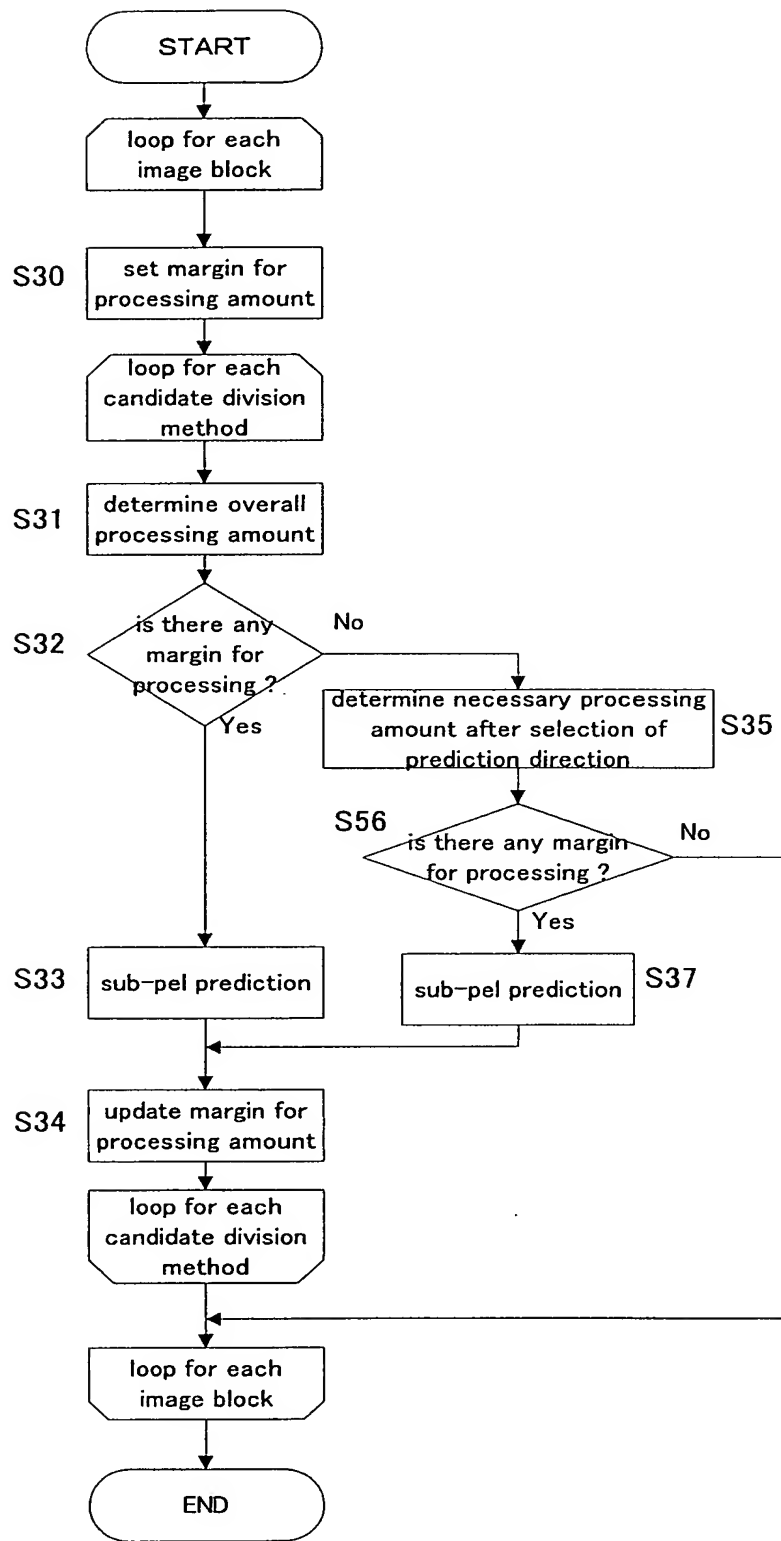 START
loop for each
image block
S30
set margin for
processing amount
loop for each
candidate division
method
S31
determine overall
processing amount
S32
is there any
margin for
processing ?
No
Yes
determine necessary processing
amount after selection of
prediction direction
S35
S56
is there any margin
for processing ?
No
Yes
S33
sub-pel prediction
sub-pel prediction
S37
S34
update margin for
processing amount
loop for each
candidate division
method
loop for each
image block
END